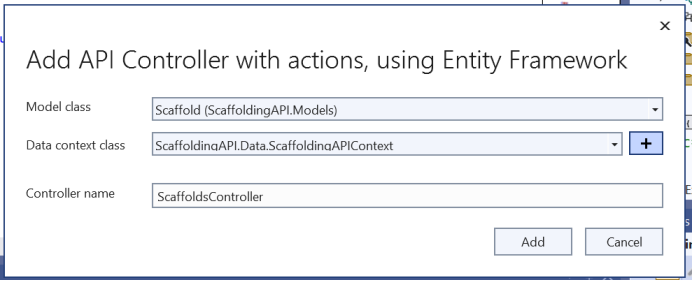 Add API Controller with actions, using Entity Framework
Model class
Scaffold (ScaffoldingAPI.Models)
Data context class
ScaffoldingAPI.Data.ScaffoldingAPIContext
+
Controller name
ScaffoldsController
Add
Cancel